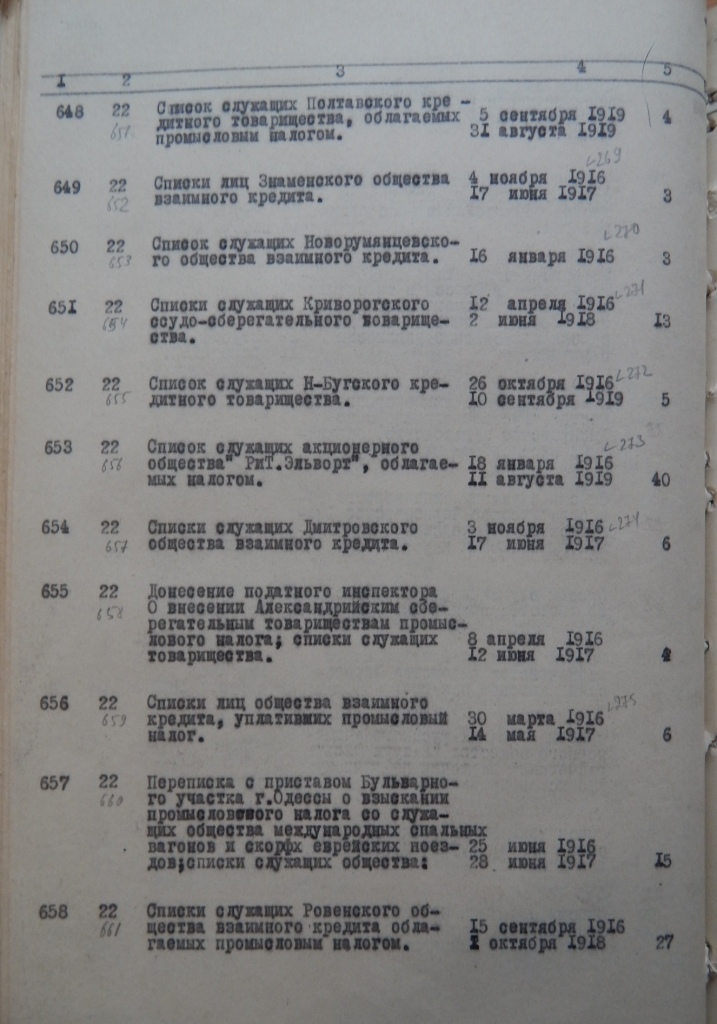 1 2 3 4 5
648 22 Список служащих Полтавского кре -
651 дитного товарищества, облагаемых 5 сентября 1919 4
промысловым налогом. 31 августа 1919
269
649 22 Списки лиц Знаменского общества 4 ноября 1916
652 взаимного кредита. 17 июня 1917 3
270
650 22 Список служащих Новорумянцевско-
653 го общества взаимного кредита. 16 января 1916 3
271
651 22 Списки служащих Криворогского 12 апреля 1916
654 ссудо-сберегательного товарище- 2 июня 1918 13
ства.
272
652 22 Список служащих Н-Бугского кре- 26 октября 1916
655 дитного товарищества. 10 сентября 1919 5
273
653 22 Список служащих акционерного
656 общества" РиТ.Эльворт", облагае- 18 января 1916
мых налогом. 11 августа 1919 40
274
654 22 Списки служащих Дмитровского 3 ноября 1916
657 общества взаимного кредита. 17 июня 1917 6
655 22 Донесение податного инспектора
658 О внесении Александрийским сбе-
регательным товариществам промыс-
лового налога; списки служащих 8 апреля 1916
товарищества. 12 июня 1917 4
275
656 22 Списки лиц общества взаимного
659 кредита, уплативших промысловый 30 марта 1916
налог. 14 мая 1917 6
657 22 Переписка с приставом Бульварно-
660 го участка г.Одессы о взыскании
промысловского налога со служа-
щих общества международных спальных
вагонов и скорфх еврейских поез- 25 июня 1916
дов;списки служащих общества: 28 июня 1917 15
658 22 Списки служащих Ровенского об-
661 щества взаимного кредита обла- 15 сентября 1916
гаемых промысловым налогом. 1 октября 1918 27